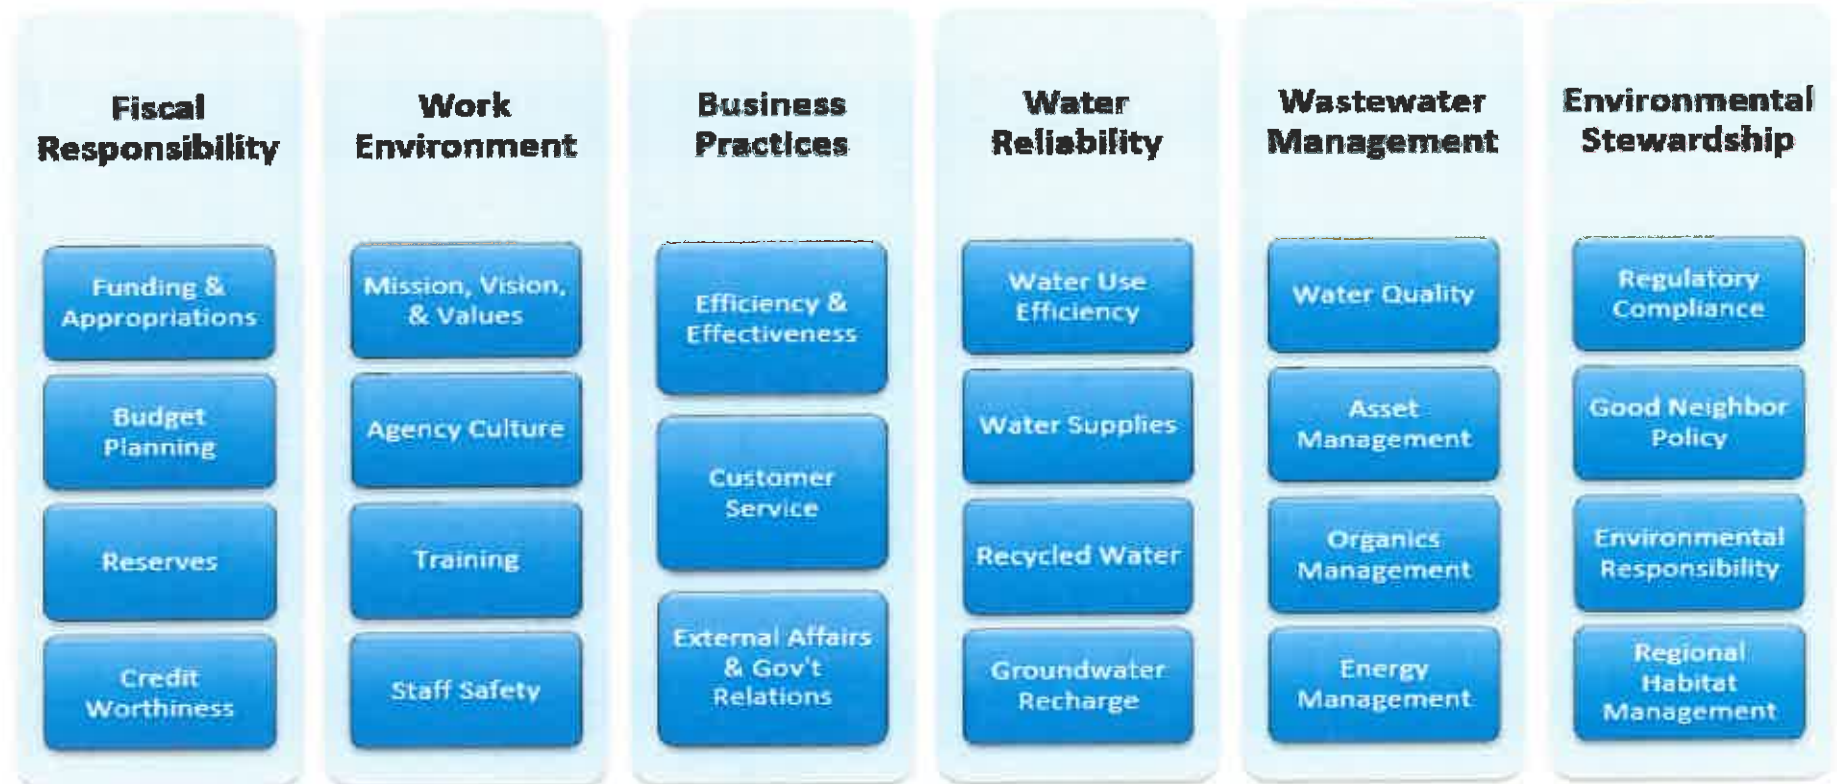 Fiscal
Responsibility
Funding &
Appropriations
Budget
Planning
Reserves
Credit
Worthiness
Work
Environment
Mission, Vision,
& Values
Agency Culture
Training
Staff Safety
Business
Practices
Efficiency &
Effectiveness
Customer
Service
External Affairs
& Gov't
Relations
Water
Reliability
Water Use
Efficiency
Water Supplies
Recycled Water
Groundwater
Recharge
Wastewater
Management
Water Quality
Asset
Management
Organics
Management
Energy
Management
Environmental
Stewardship
Regulatory
Compliance
Good Neighbor
Policy
Environmental
Responsibility
Regional
Habitat
Management